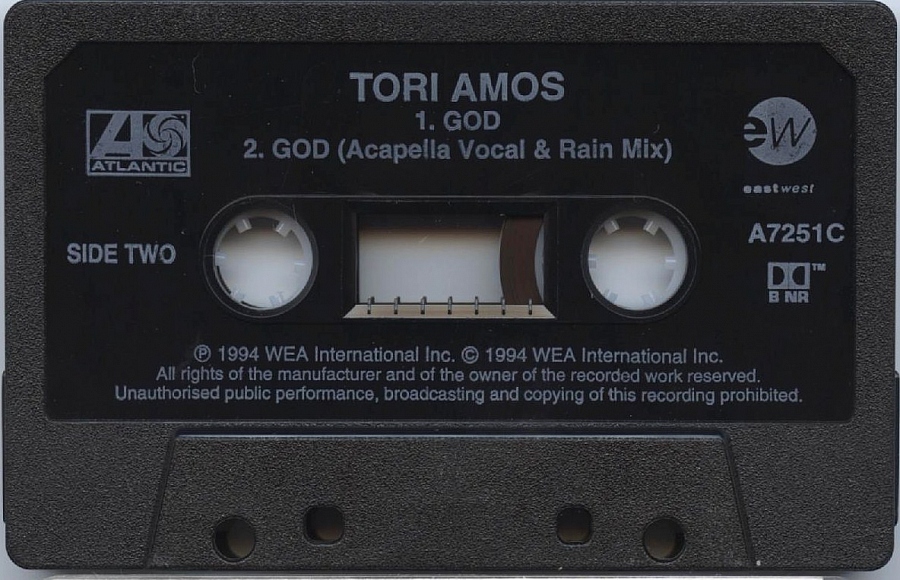 TORI AMOS
1. GOD
2. GOD (Acapella Vocal & Rain Mix)
A
ATLANTIC
ew
eastwest
SIDE TWO
A7251C
™
B NR
℗ 1994 WEA International Inc. © 1994 WEA International Inc.
All rights of the manufacturer and of the owner of the recorded work reserved.
Unauthorised public performance, broadcasting and copying of this recording prohibited.